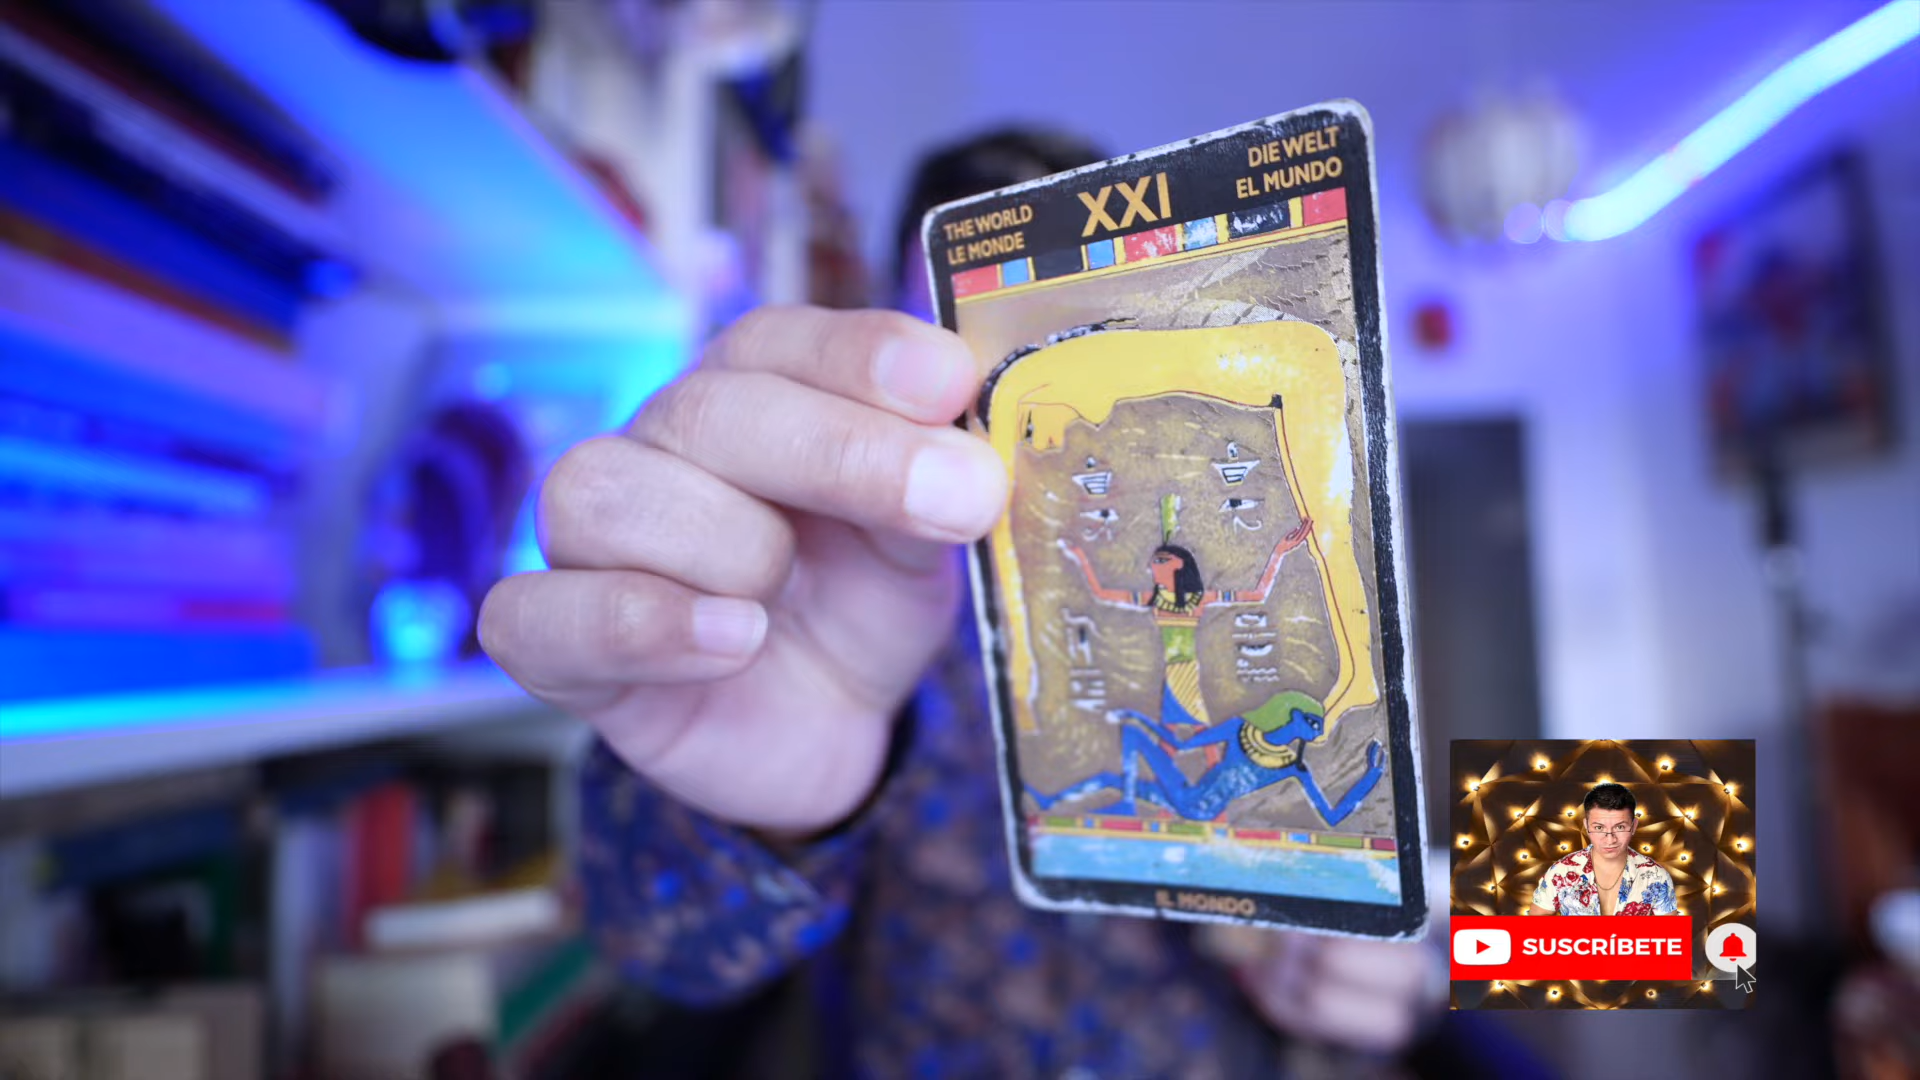 THE WORLD
LE MONDE
XXI
DIE WELT
EL MUNDO
IL MONDO
SUSCRÍBETE